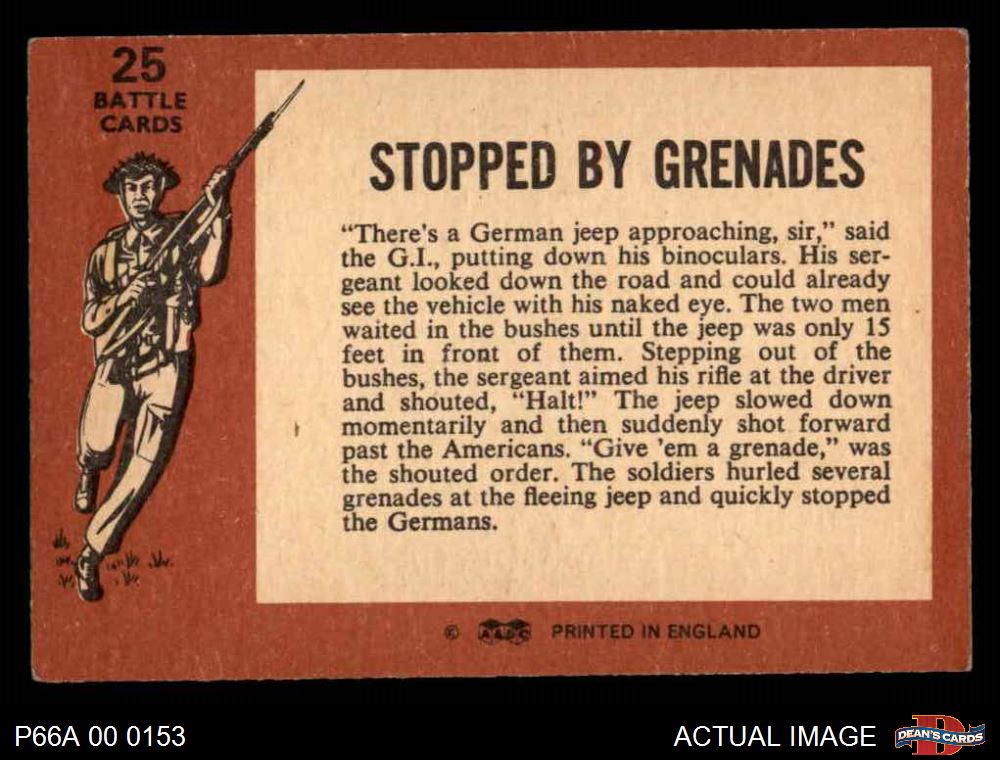 25
BATTLE
CARDS
STOPPED BY GRENADES
“There's a German jeep approaching, sir,” said
the G.I., putting down his binoculars. His ser-
geant looked down the road and could already
see the vehicle with his naked eye. The two men
waited in the bushes until the jeep was only 15
feet in front of them. Stepping out of the
bushes, the sergeant aimed his rifle at the driver
and shouted, “Halt!” The jeep slowed down
momentarily and then suddenly shot forward
past the Americans. “Give 'em a grenade,” was
the shouted order. The soldiers hurled several
grenades at the fleeing jeep and quickly stopped
the Germans.
© A&BC PRINTED IN ENGLAND
P66A 00 0153
ACTUAL IMAGE
D
DEAN'S CARDS